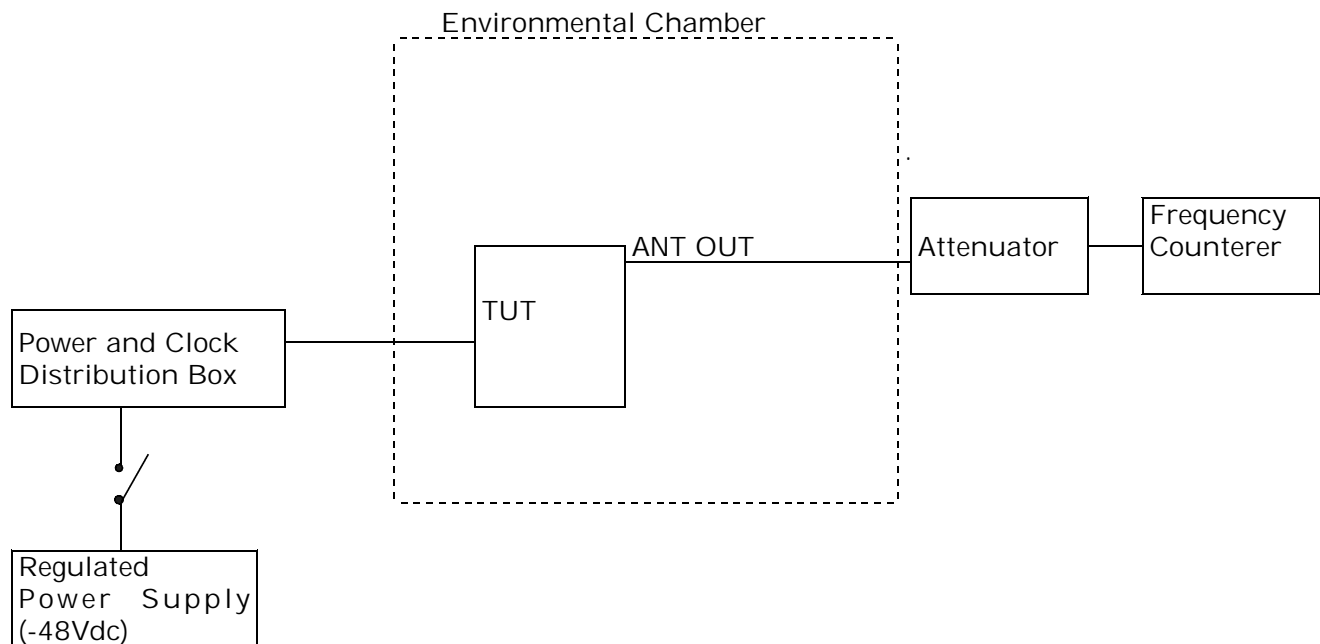 Environmental Chamber
ANT OUT
Attenuator
Frequency
Counterer
TUT
Power and Clock
Distribution Box
Regulated
Power Supply
(-48Vdc)